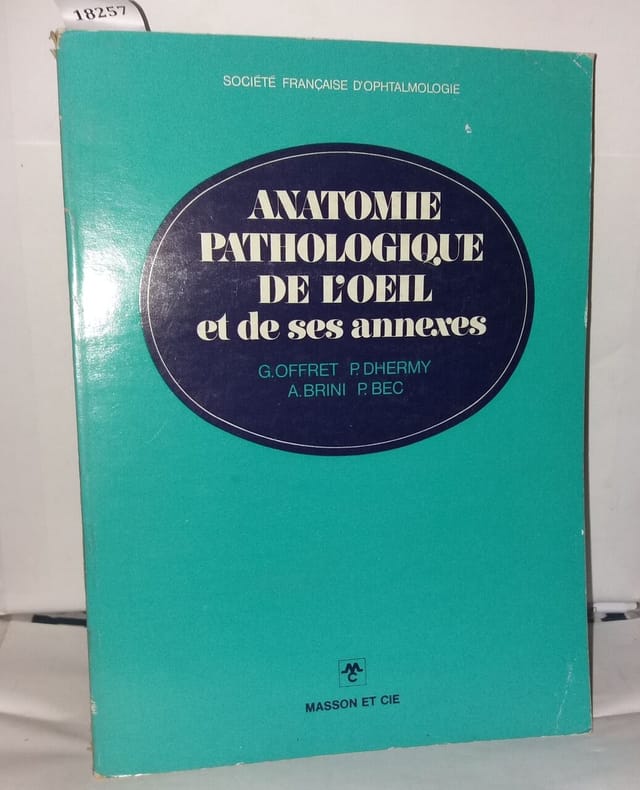 18257
SOCIÉTÉ FRANÇAISE D'OPHTALMOLOGIE
ANATOMIE
PATHOLOGIQUE
DE L'OEIL
et de ses annexes
G.OFFRET P.DHERMY
A.BRINI P.BEC
MC
MASSON ET CIE